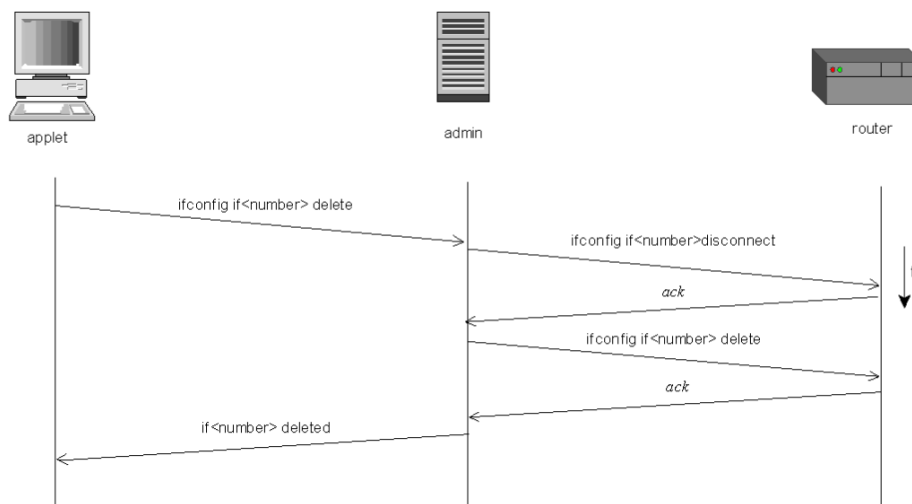 applet
admin
router
ifconfig if<number> delete
ifconfig if<number>disconnect
ack
ifconfig if<number> delete
ack
if<number> deleted